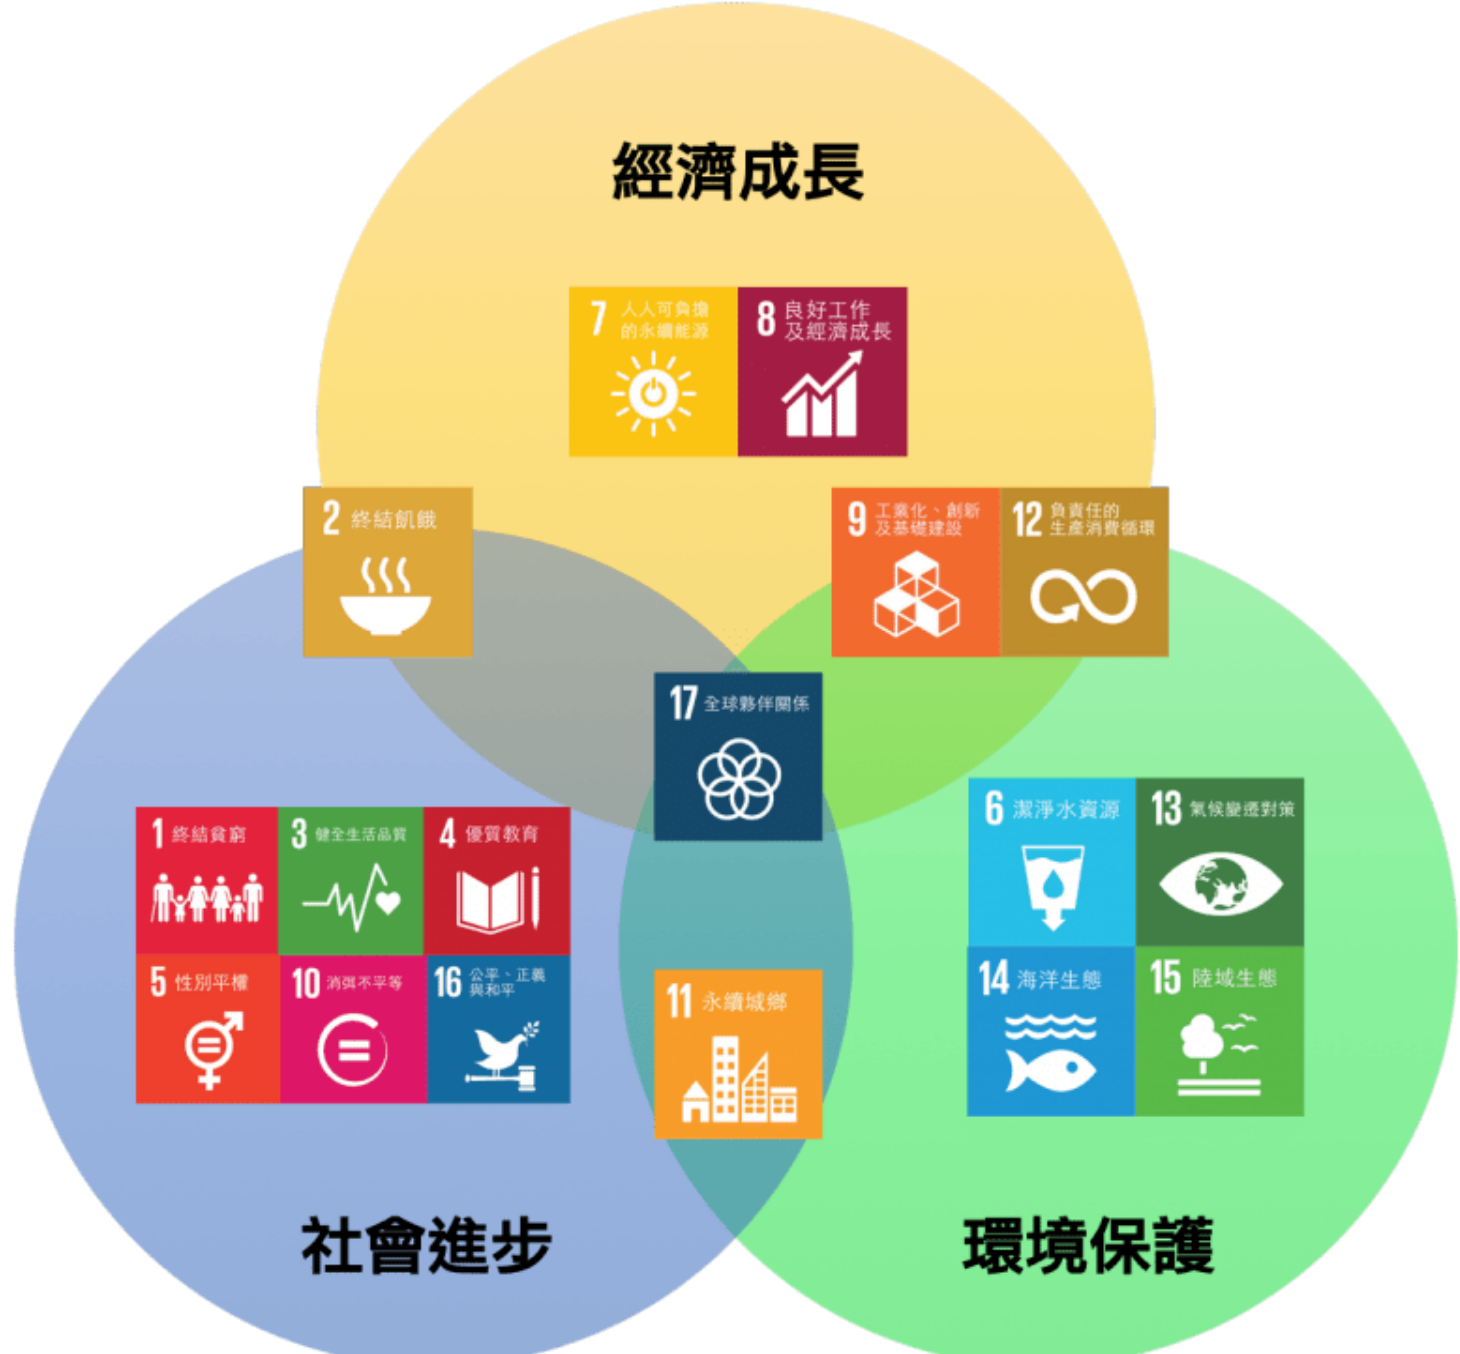 經濟成長
7 人人可負擔
的永續能源
8 良好工作
及經濟成長
2 終結飢餓
9 工業化、創新
及基礎建設
12 負責任的
生產消費循環
17 全球夥伴關係
1 終結貧窮
3 健全生活品質
4 優質教育
5 性別平權
10 消弭不平等
16 公平、正義
與和平
11 永續城鄉
6 潔淨水資源
13 氣候變遷對策
14 海洋生態
15 陸域生態
社會進步
環境保護